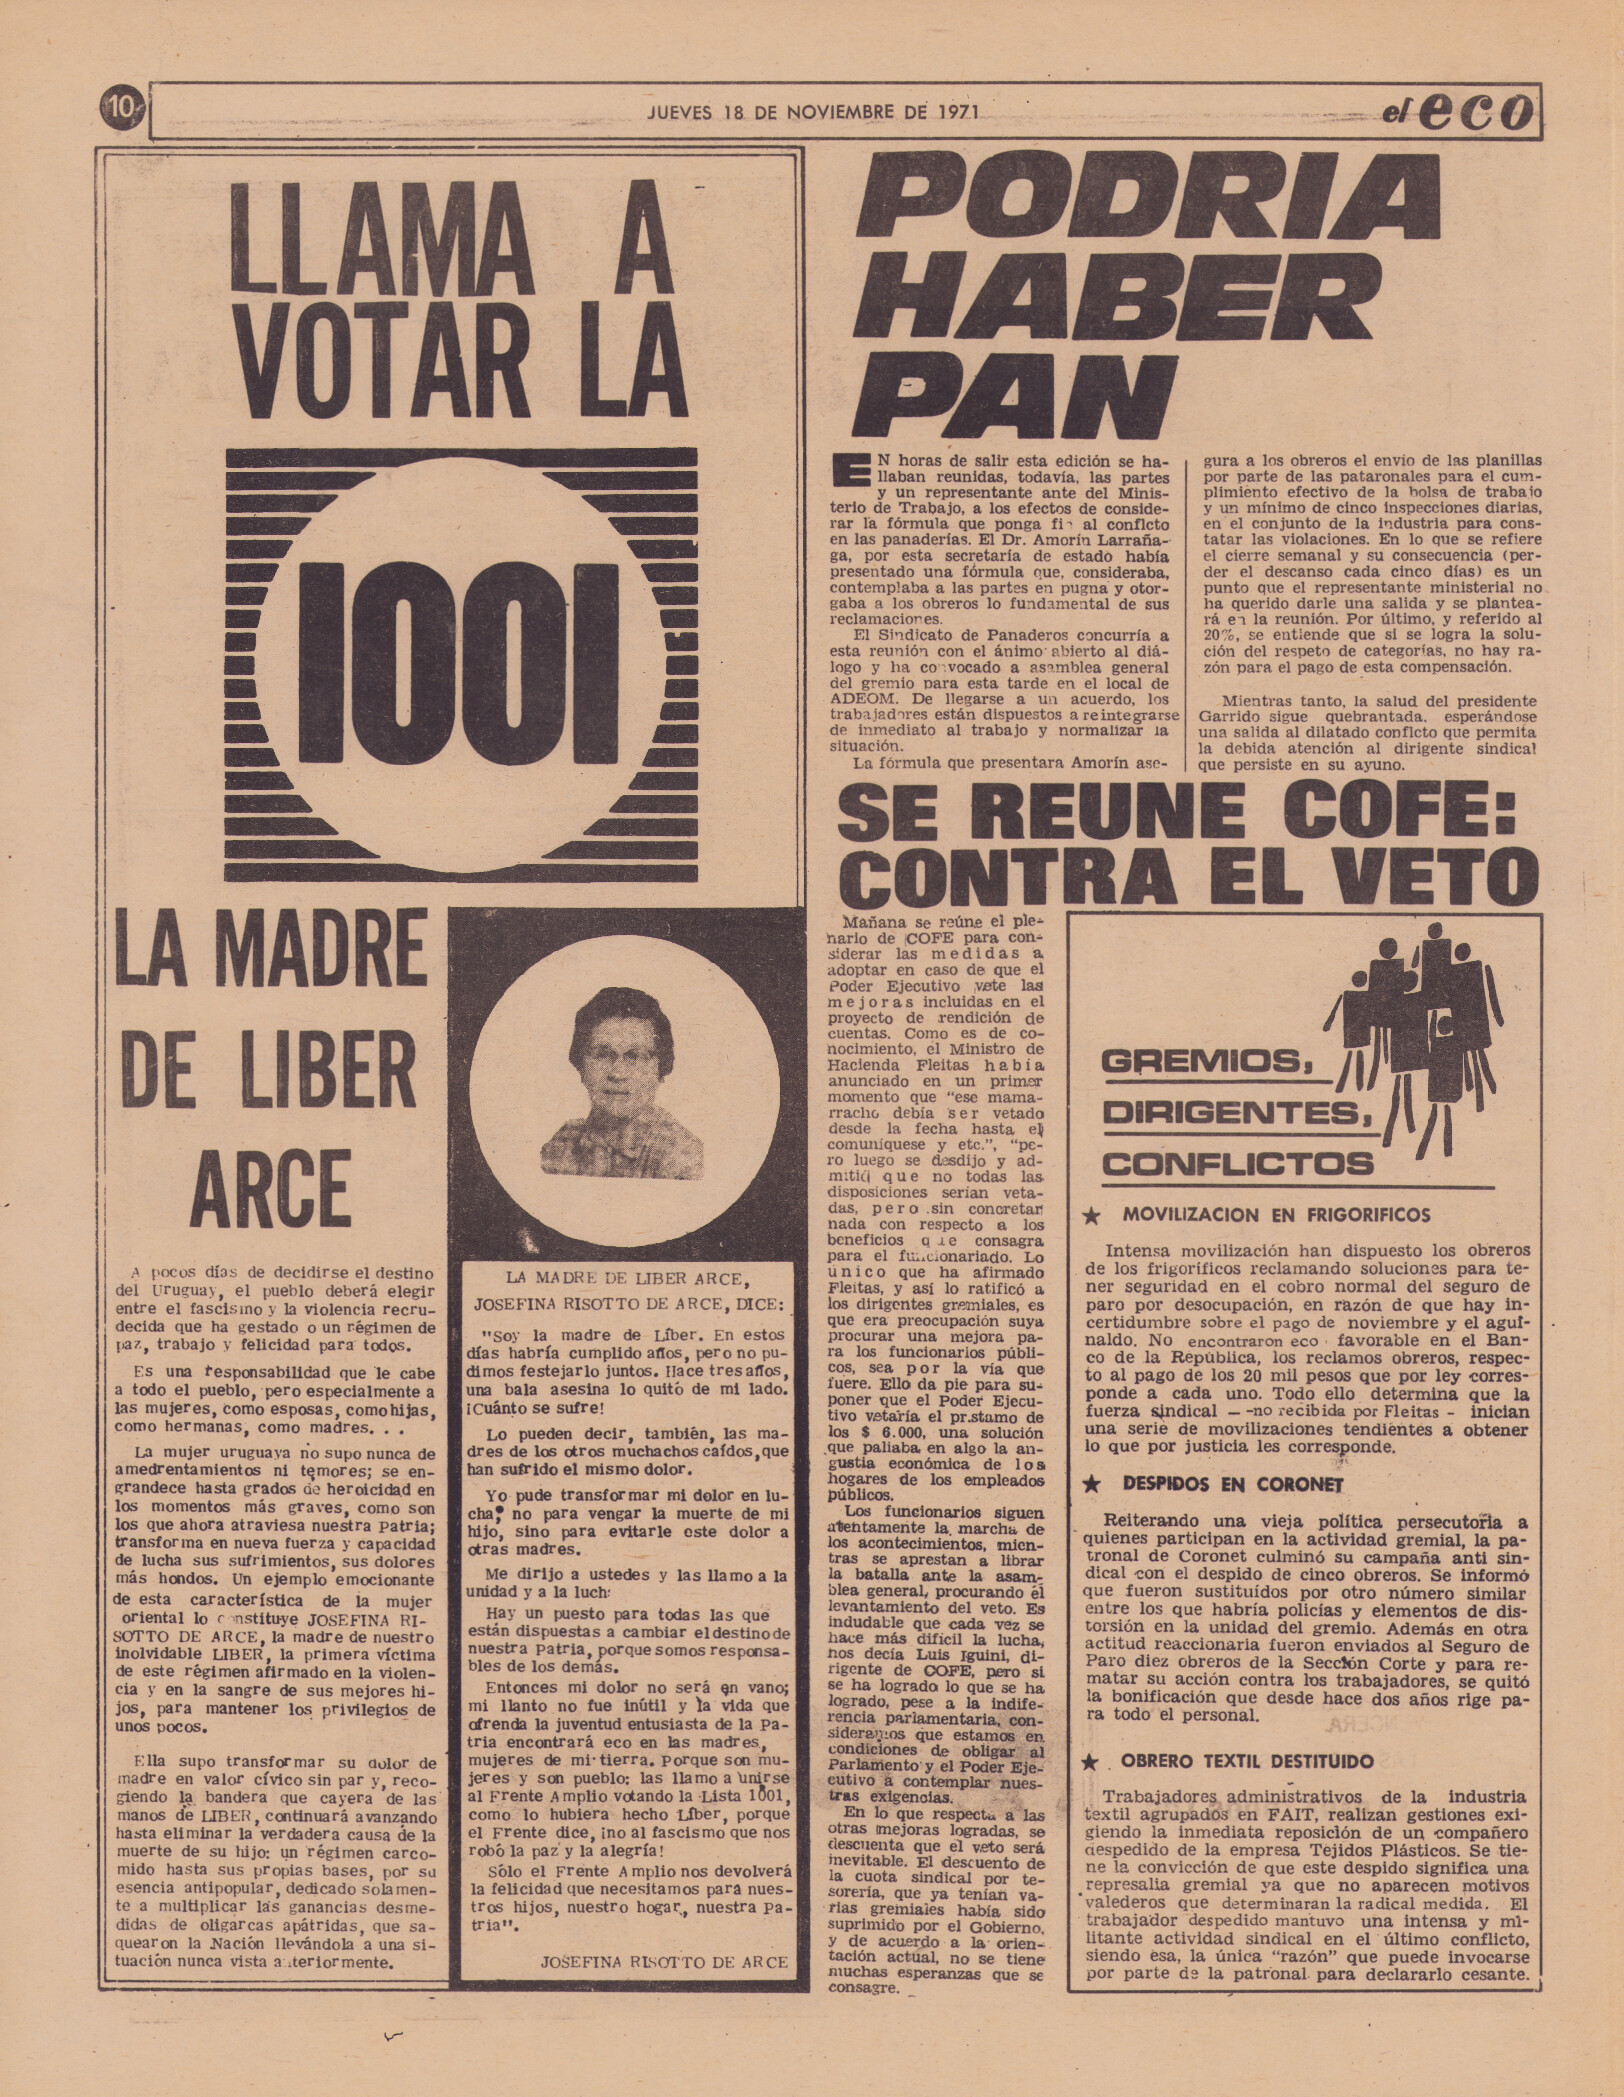 10
JUEVES 18 DE NOVIEMBRE DE 1971
el eco
LLAMA A
VOTAR LA
1001
LA MADRE
DE LIBER
ARCE
A pocos días de decidirse el destino
del Uruguay, el pueblo deberá elegir
entre el fascismo y la violencia recru-
decida que ha gestado o un régimen de
paz, trabajo y felicidad para todos.
Es una responsabilidad que le cabe
a todo el pueblo, pero especialmente a
las mujeres, como esposas, como hijas,
como hermanas, como madres. . .
La mujer uruguaya no supo nunca de
amedrentamientos ni temores; se en-
grandece hasta grados de heroicidad en
los momentos más graves, como son
los que ahora atraviesa nuestra Patria;
transforma en nueva fuerza y capacidad
de lucha sus sufrimientos, sus dolores
más hondos. Un ejemplo emocionante
de esta característica de la mujer
oriental lo constituye JOSEFINA RI-
SOTTO DE ARCE, la madre de nuestro
inolvidable LIBER, la primera víctima
de este régimen afirmado en la violen-
cia y en la sangre de sus mejores hi-
jos, para mantener los privilegios de
unos pocos.
Ella supo transformar su dolor de
madre en valor cívico sin par y, reco-
giendo la bandera que cayera de las
manos de LIBER, continuará avanzando
hasta eliminar la verdadera causa de la
muerte de su hijo: un régimen carco-
mido hasta sus propias bases, por su
esencia antipopular, dedicado solamen-
te a multiplicar las ganancias desme-
didas de oligarcas apátridas, que sa-
quearon la Nación llevándola a una si-
tuación nunca vista anteriormente.
LA MADRE DE LIBER ARCE,
JOSEFINA RISOTTO DE ARCE, DICE:
"Soy la madre de Líber. En estos
días habría cumplido años, pero no pu-
dimos festejarlo juntos. Hace tres años,
una bala asesina lo quitó de mi lado.
¡Cuánto se sufre!
Lo pueden decir, también, las ma-
dres de los otros muchachos caídos, que
han sufrido el mismo dolor.
Yo pude transformar mi dolor en lu-
cha; no para vengar la muerte de mi
hijo, sino para evitarle este dolor a
otras madres.
Me dirijo a ustedes y las llamo a la
unidad y a la luch:
Hay un puesto para todas las que
están dispuestas a cambiar el destino de
nuestra Patria, porque somos responsa-
bles de los demás.
Entonces mi dolor no será en vano;
mi llanto no fue inútil y la vida que
ofrenda la juventud entusiasta de la Pa-
tria encontrará eco en las madres,
mujeres de mi tierra. Porque son mu-
jeres y son pueblo: las llamo a unirse
al Frente Amplio votando la Lista 1001,
como lo hubiera hecho Líber, porque
el Frente dice, ¡no al fascismo que nos
robó la paz y la alegría!
Sólo el Frente Amplio nos devolverá
la felicidad que necesitamos para nues-
tros hijos, nuestro hogar, nuestra Pa-
tria".
JOSEFINA RISOTTO DE ARCE
PODRIA
HABER
PAN
EN horas de salir esta edición se ha-
llaban reunidas, todavía, las partes
y un representante ante del Minis-
terio de Trabajo, a los efectos de conside-
rar la fórmula que ponga fin al conflcto
en las panaderías. El Dr. Amorín Larraña-
ga, por esta secretaría de estado había
presentado una fórmula que, consideraba,
contemplaba a las partes en pugna y otor-
gaba a los obreros lo fundamental de sus
reclamaciones.
El Sindicato de Panaderos concurría a
esta reunión con el ánimo abierto al diá-
logo y ha convocado a asamblea general
del gremio para esta tarde en el local de
ADEOM. De llegarse a un acuerdo, los
trabajadores están dispuestos a reintegrarse
de inmediato al trabajo y normalizar la
situación.
La fórmula que presentara Amorín ase-
gura a los obreros el envio de las planillas
por parte de las pataronales para el cum-
plimiento efectivo de la bolsa de trabajo
y un mínimo de cinco inspecciones diarias,
en el conjunto de la industria para cons-
tatar las violaciones. En lo que se refiere
el cierre semanal y su consecuencia (per-
der el descanso cada cinco días) es un
punto que el representante ministerial no
ha querido darle una salida y se plantea-
rá en la reunión. Por último, y referido al
20%, se entiende que si se logra la solu-
ción del respeto de categorías, no hay ra-
zón para el pago de esta compensación.
Mientras tanto, la salud del presidente
Garrido sigue quebrantada, esperándose
una salida al dilatado conflcto que permita
la debida atención al dirigente sindical
que persiste en su ayuno.
SE REUNE COFE:
CONTRA EL VETO
Mañana se reúne el ple-
nario de COFE para con-
siderar las medidas a
adoptar en caso de que el
Poder Ejecutivo vete las
mejoras incluidas en el
proyecto de rendición de
cuentas. Como es de co-
nocimiento, el Ministro de
Hacienda Fleitas había
anunciado en un primer
momento que "ese mama-
rracho debía ser vetado
desde la fecha hasta el
comuníquese y etc.", "pe-
ro luego se desdijo y ad-
mitió que no todas las
disposiciones serían veta-
das, pero sin concretar
nada con respecto a los
beneficios que consagra
para el funcionariado. Lo
único que ha afirmado
Fleitas, y así lo ratificó a
los dirigentes gremiales, es
que era preocupación suya
procurar una mejora pa-
ra los funcionarios públi-
cos, sea por la vía que
fuere. Ello da pie para su-
poner que el Poder Ejecu-
tivo vetaría el préstamo de
los $ 6.000, una solución
que paliaba en algo la an-
gustia económica de los
hogares de los empleados
públicos.
Los funcionarios siguen
atentamente la marcha de
los acontecimientos, mien-
tras se aprestan a librar
la batalla ante la asam-
blea general, procurando el
levantamiento del veto. Es
indudable que cada vez se
hace más difícil la lucha,
nos decía Luis Iguini, di-
rigente de COFE, pero si
se ha logrado lo que se ha
logrado, pese a la indife-
rencia parlamentaria, con-
sideramos que estamos en
condiciones de obligar al
Parlamento y el Poder Eje-
cutivo a contemplar nues-
tras exigencias.
En lo que respecta a las
otras mejoras logradas, se
descuenta que el veto será
inevitable. El descuento de
la cuota sindical por te-
sorería, que ya tenían va-
rías gremiales había sido
suprimido por el Gobierno,
y de acuerdo a la orien-
tación actual, no se tiene
muchas esperanzas que se
consagre.
GREMIOS,
DIRIGENTES,
CONFLICTOS
★ MOVILIZACION EN FRIGORIFICOS
Intensa movilización han dispuesto los obreros
de los frigoríficos reclamando soluciones para te-
ner seguridad en el cobro normal del seguro de
paro por desocupación, en razón de que hay in-
certidumbre sobre el pago de noviembre y el agui-
naldo. No encontraron eco favorable en el Ban-
co de la República, los reclamos obreros, respec-
to al pago de los 20 mil pesos que por ley corres-
ponde a cada uno. Todo ello determina que la
fuerza sindical — -no recibida por Fleitas - inician
una serie de movilizaciones tendientes a obtener
lo que por justicia les corresponde.
★ DESPIDOS EN CORONET
Reiterando una vieja política persecutoria a
quienes participan en la actividad gremial, la pa-
tronal de Coronet culminó su campaña anti sin-
dical con el despido de cinco obreros. Se informó
que fueron sustituídos por otro número similar
entre los que habría policías y elementos de dis-
torsión en la unidad del gremio. Además en otra
actitud reaccionaria fueron enviados al Seguro de
Paro diez obreros de la Sección Corte y para re-
matar su acción contra los trabajadores, se quitó
la bonificación que desde hace dos años rige pa-
ra todo el personal.
★ OBRERO TEXTIL DESTITUIDO
Trabajadores administrativos de la industria
textil agrupados en FAIT, realizan gestiones exi-
giendo la inmediata reposición de un compañero
despedido de la empresa Tejidos Plásticos. Se tie-
ne la convicción de que este despido significa una
represalia gremial ya que no aparecen motivos
valederos que determinaran la radical medida. El
trabajador despedido mantuvo una intensa y mi-
litante actividad sindical en el último conflicto,
siendo esa, la única "razón" que puede invocarse
por parte de la patronal para declararlo cesante.